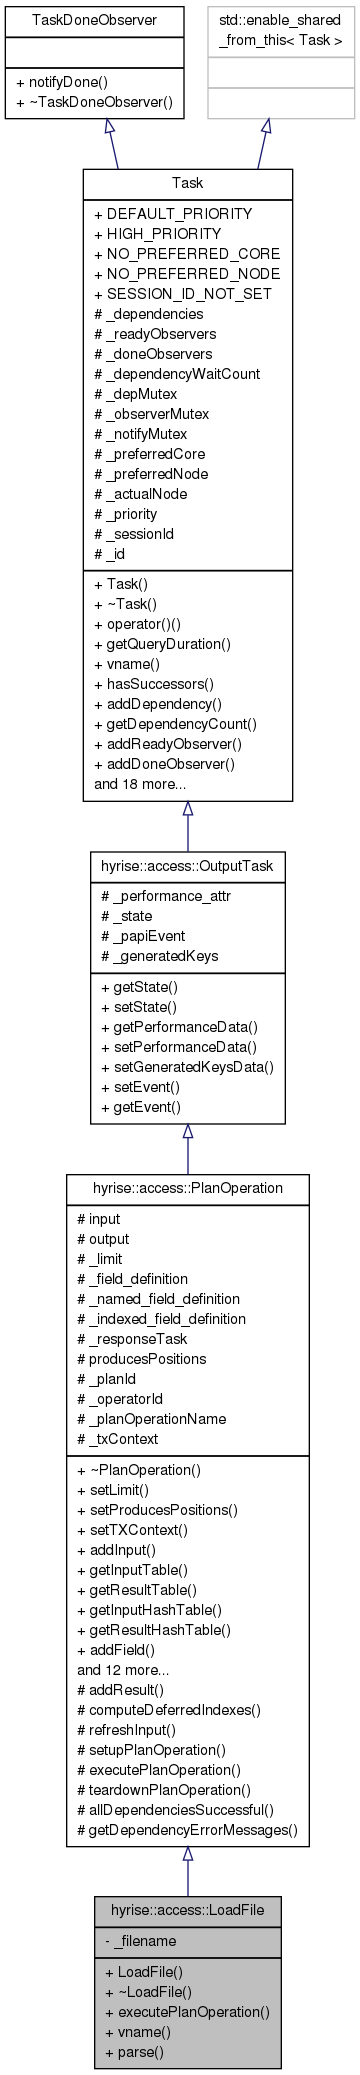 TaskDoneObserver
+ notifyDone()
+ ~TaskDoneObserver()
std::enable_shared
_from_this< Task >
Task
+ DEFAULT_PRIORITY
+ HIGH_PRIORITY
+ NO_PREFERRED_CORE
+ NO_PREFERRED_NODE
+ SESSION_ID_NOT_SET
# _dependencies
# _readyObservers
# _doneObservers
# _dependencyWaitCount
# _depMutex
# _observerMutex
# _notifyMutex
# _preferredCore
# _preferredNode
# _actualNode
# _priority
# _sessionId
# _id
+ Task()
+ ~Task()
+ operator()()
+ getQueryDuration()
+ vname()
+ hasSuccessors()
+ addDependency()
+ getDependencyCount()
+ addReadyObserver()
+ addDoneObserver()
and 18 more...
hyrise::access::OutputTask
# _performance_attr
# _state
# _papiEvent
# _generatedKeys
+ getState()
+ setState()
+ getPerformanceData()
+ setPerformanceData()
+ setGeneratedKeysData()
+ setEvent()
+ getEvent()
hyrise::access::PlanOperation
# input
# output
# _limit
# _field_definition
# _named_field_definition
# _indexed_field_definition
# _responseTask
# producesPositions
# _planId
# _operatorId
# _planOperationName
# _txContext
+ ~PlanOperation()
+ setLimit()
+ setProducesPositions()
+ setTXContext()
+ addInput()
+ getInputTable()
+ getResultTable()
+ getInputHashTable()
+ getResultHashTable()
+ addField()
and 12 more...
# addResult()
# computeDeferredIndexes()
# refreshInput()
# setupPlanOperation()
# executePlanOperation()
# teardownPlanOperation()
# allDependenciesSuccessful()
# getDependencyErrorMessages()
hyrise::access::LoadFile
- _filename
+ LoadFile()
+ ~LoadFile()
+ executePlanOperation()
+ vname()
+ parse()